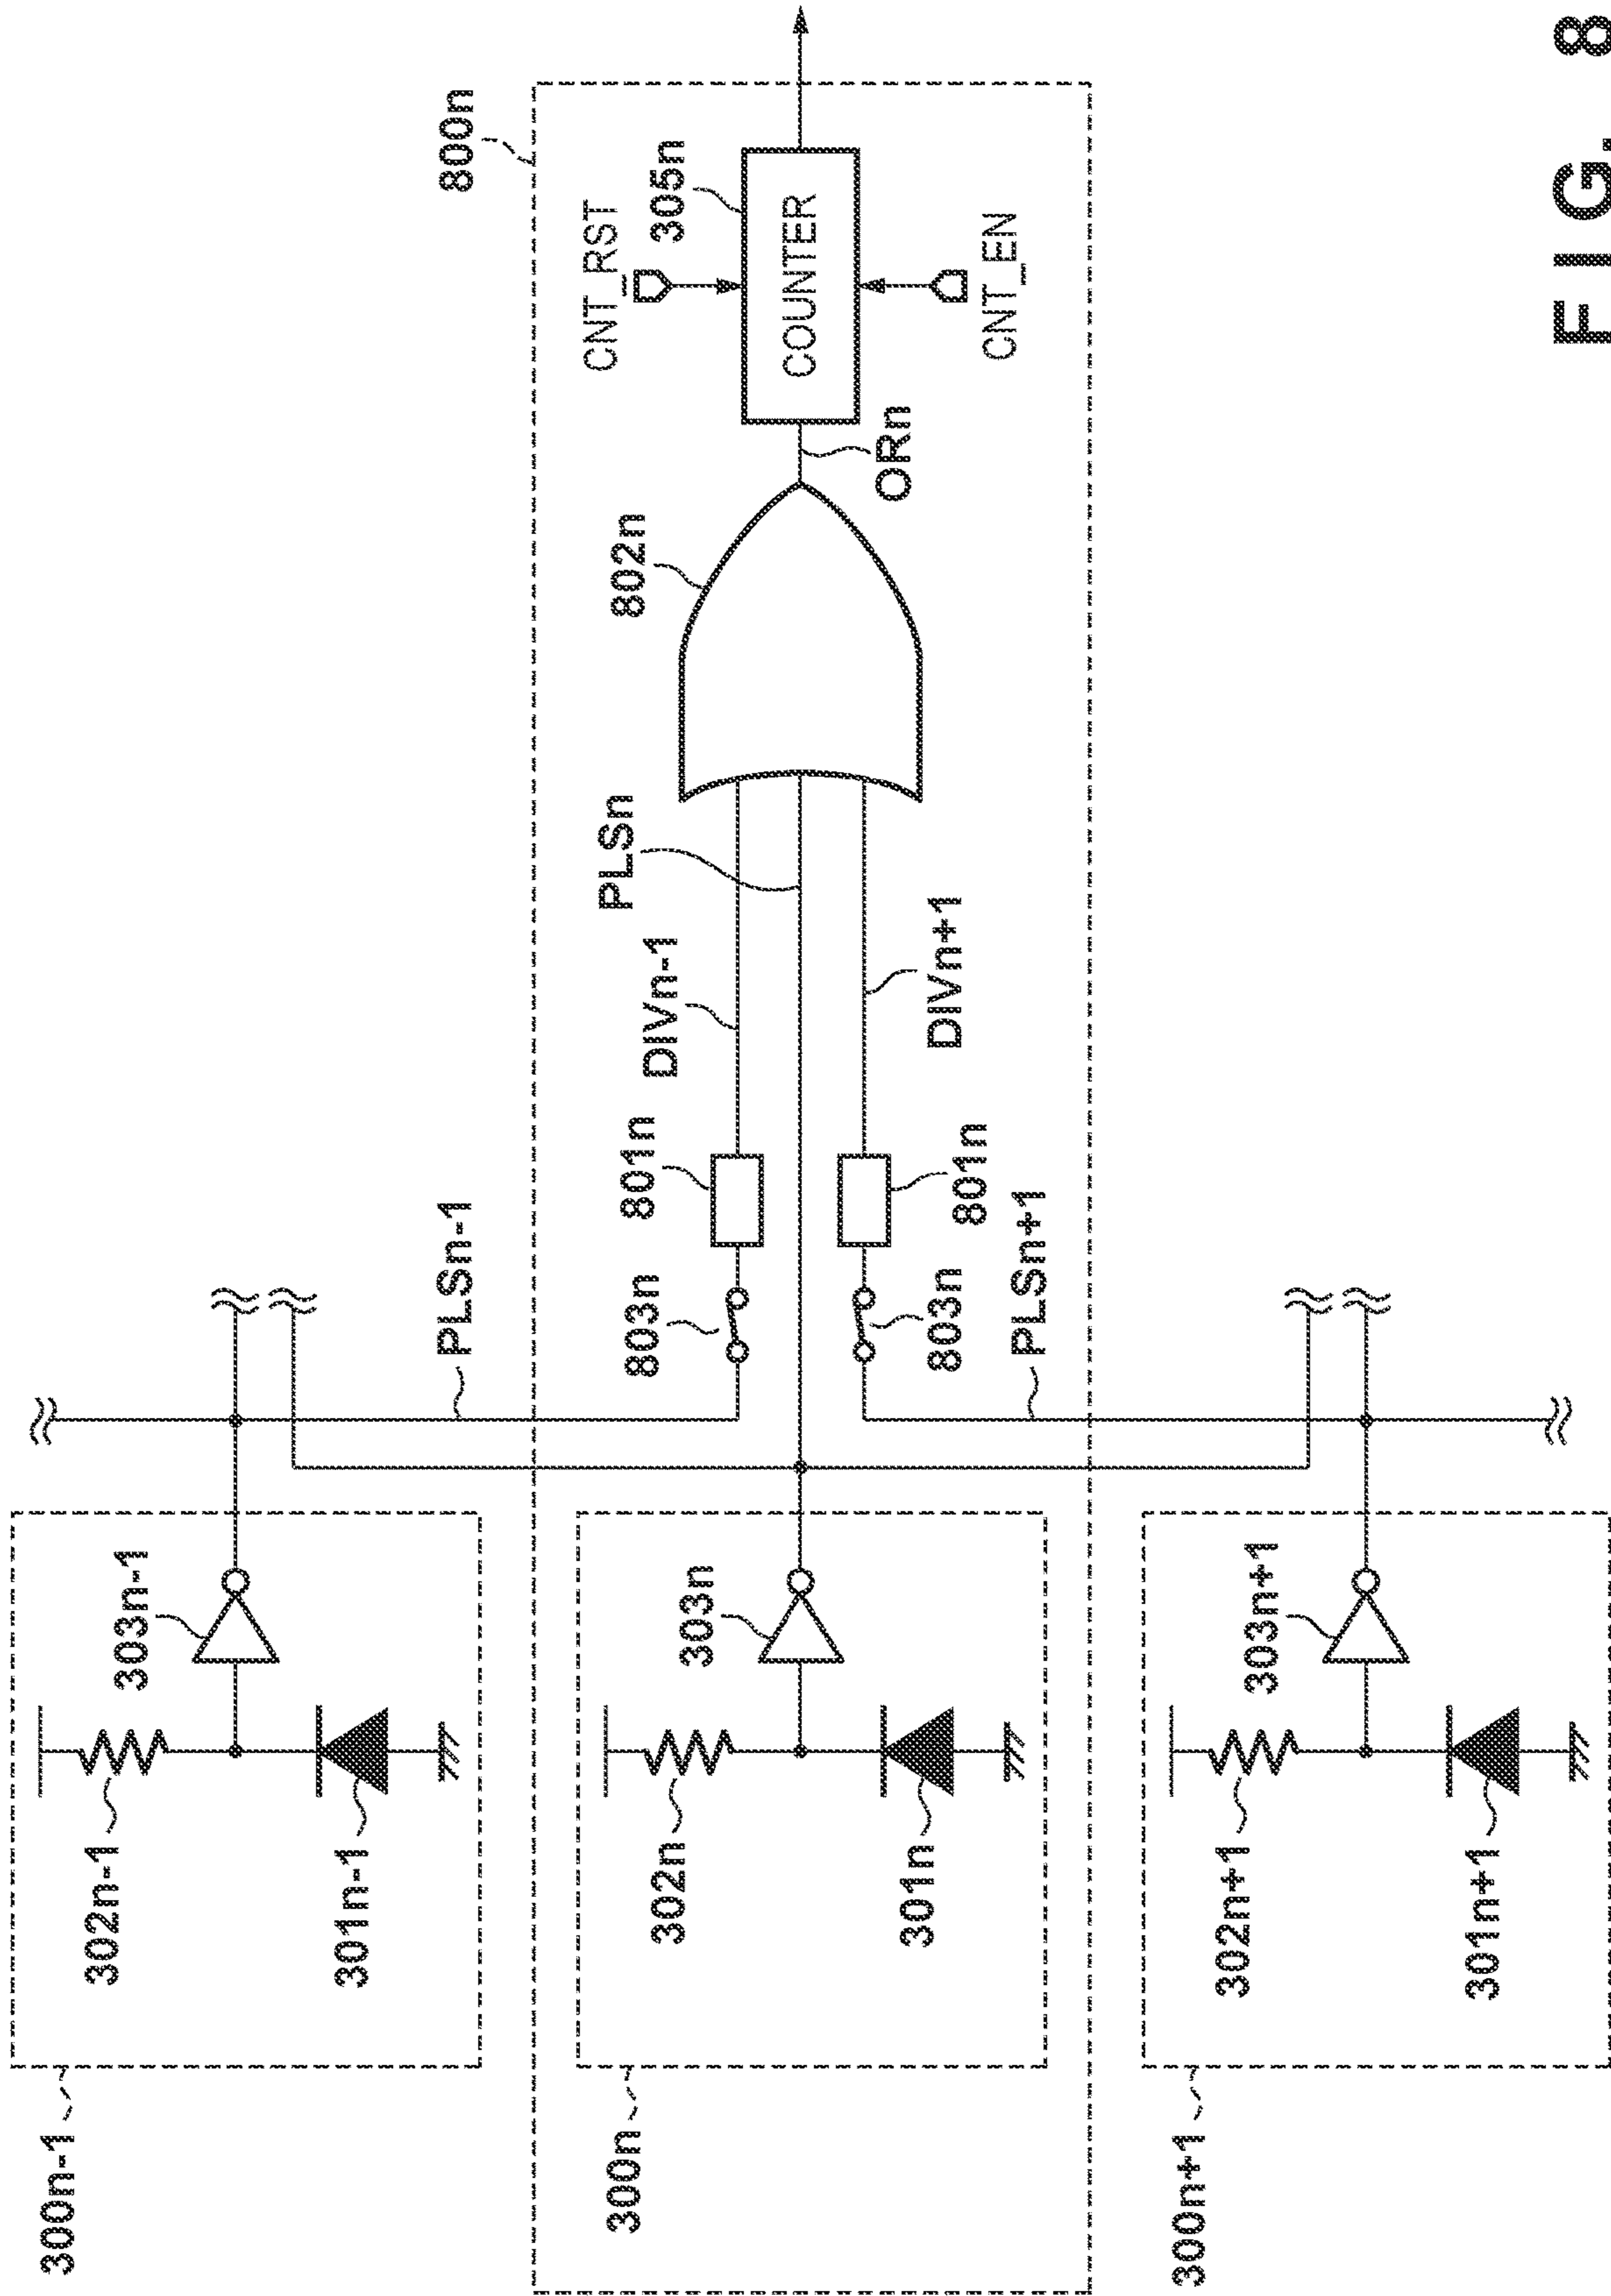 800n
CNT_RST
305n
COUNTER
CNT_EN
ORn
802n
PLSn
DIVn-1
DIVn+1
801n
801n
PLSn-1
803n
803n
PLSn+1
303n-1
302n-1
301n-1
300n-1
303n
302n
301n
300n
303n+1
302n+1
301n+1
300n+1
FIG. 8